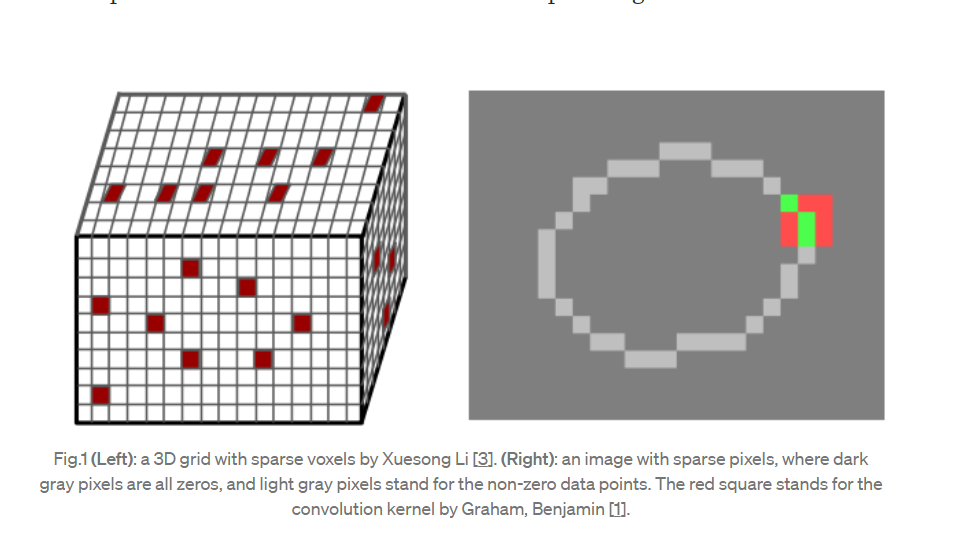 Fig.1 (Left): a 3D grid with sparse voxels by Xuesong Li [3]. (Right): an image with sparse pixels, where dark
gray pixels are all zeros, and light gray pixels stand for the non-zero data points. The red square stands for the
convolution kernel by Graham, Benjamin [1].